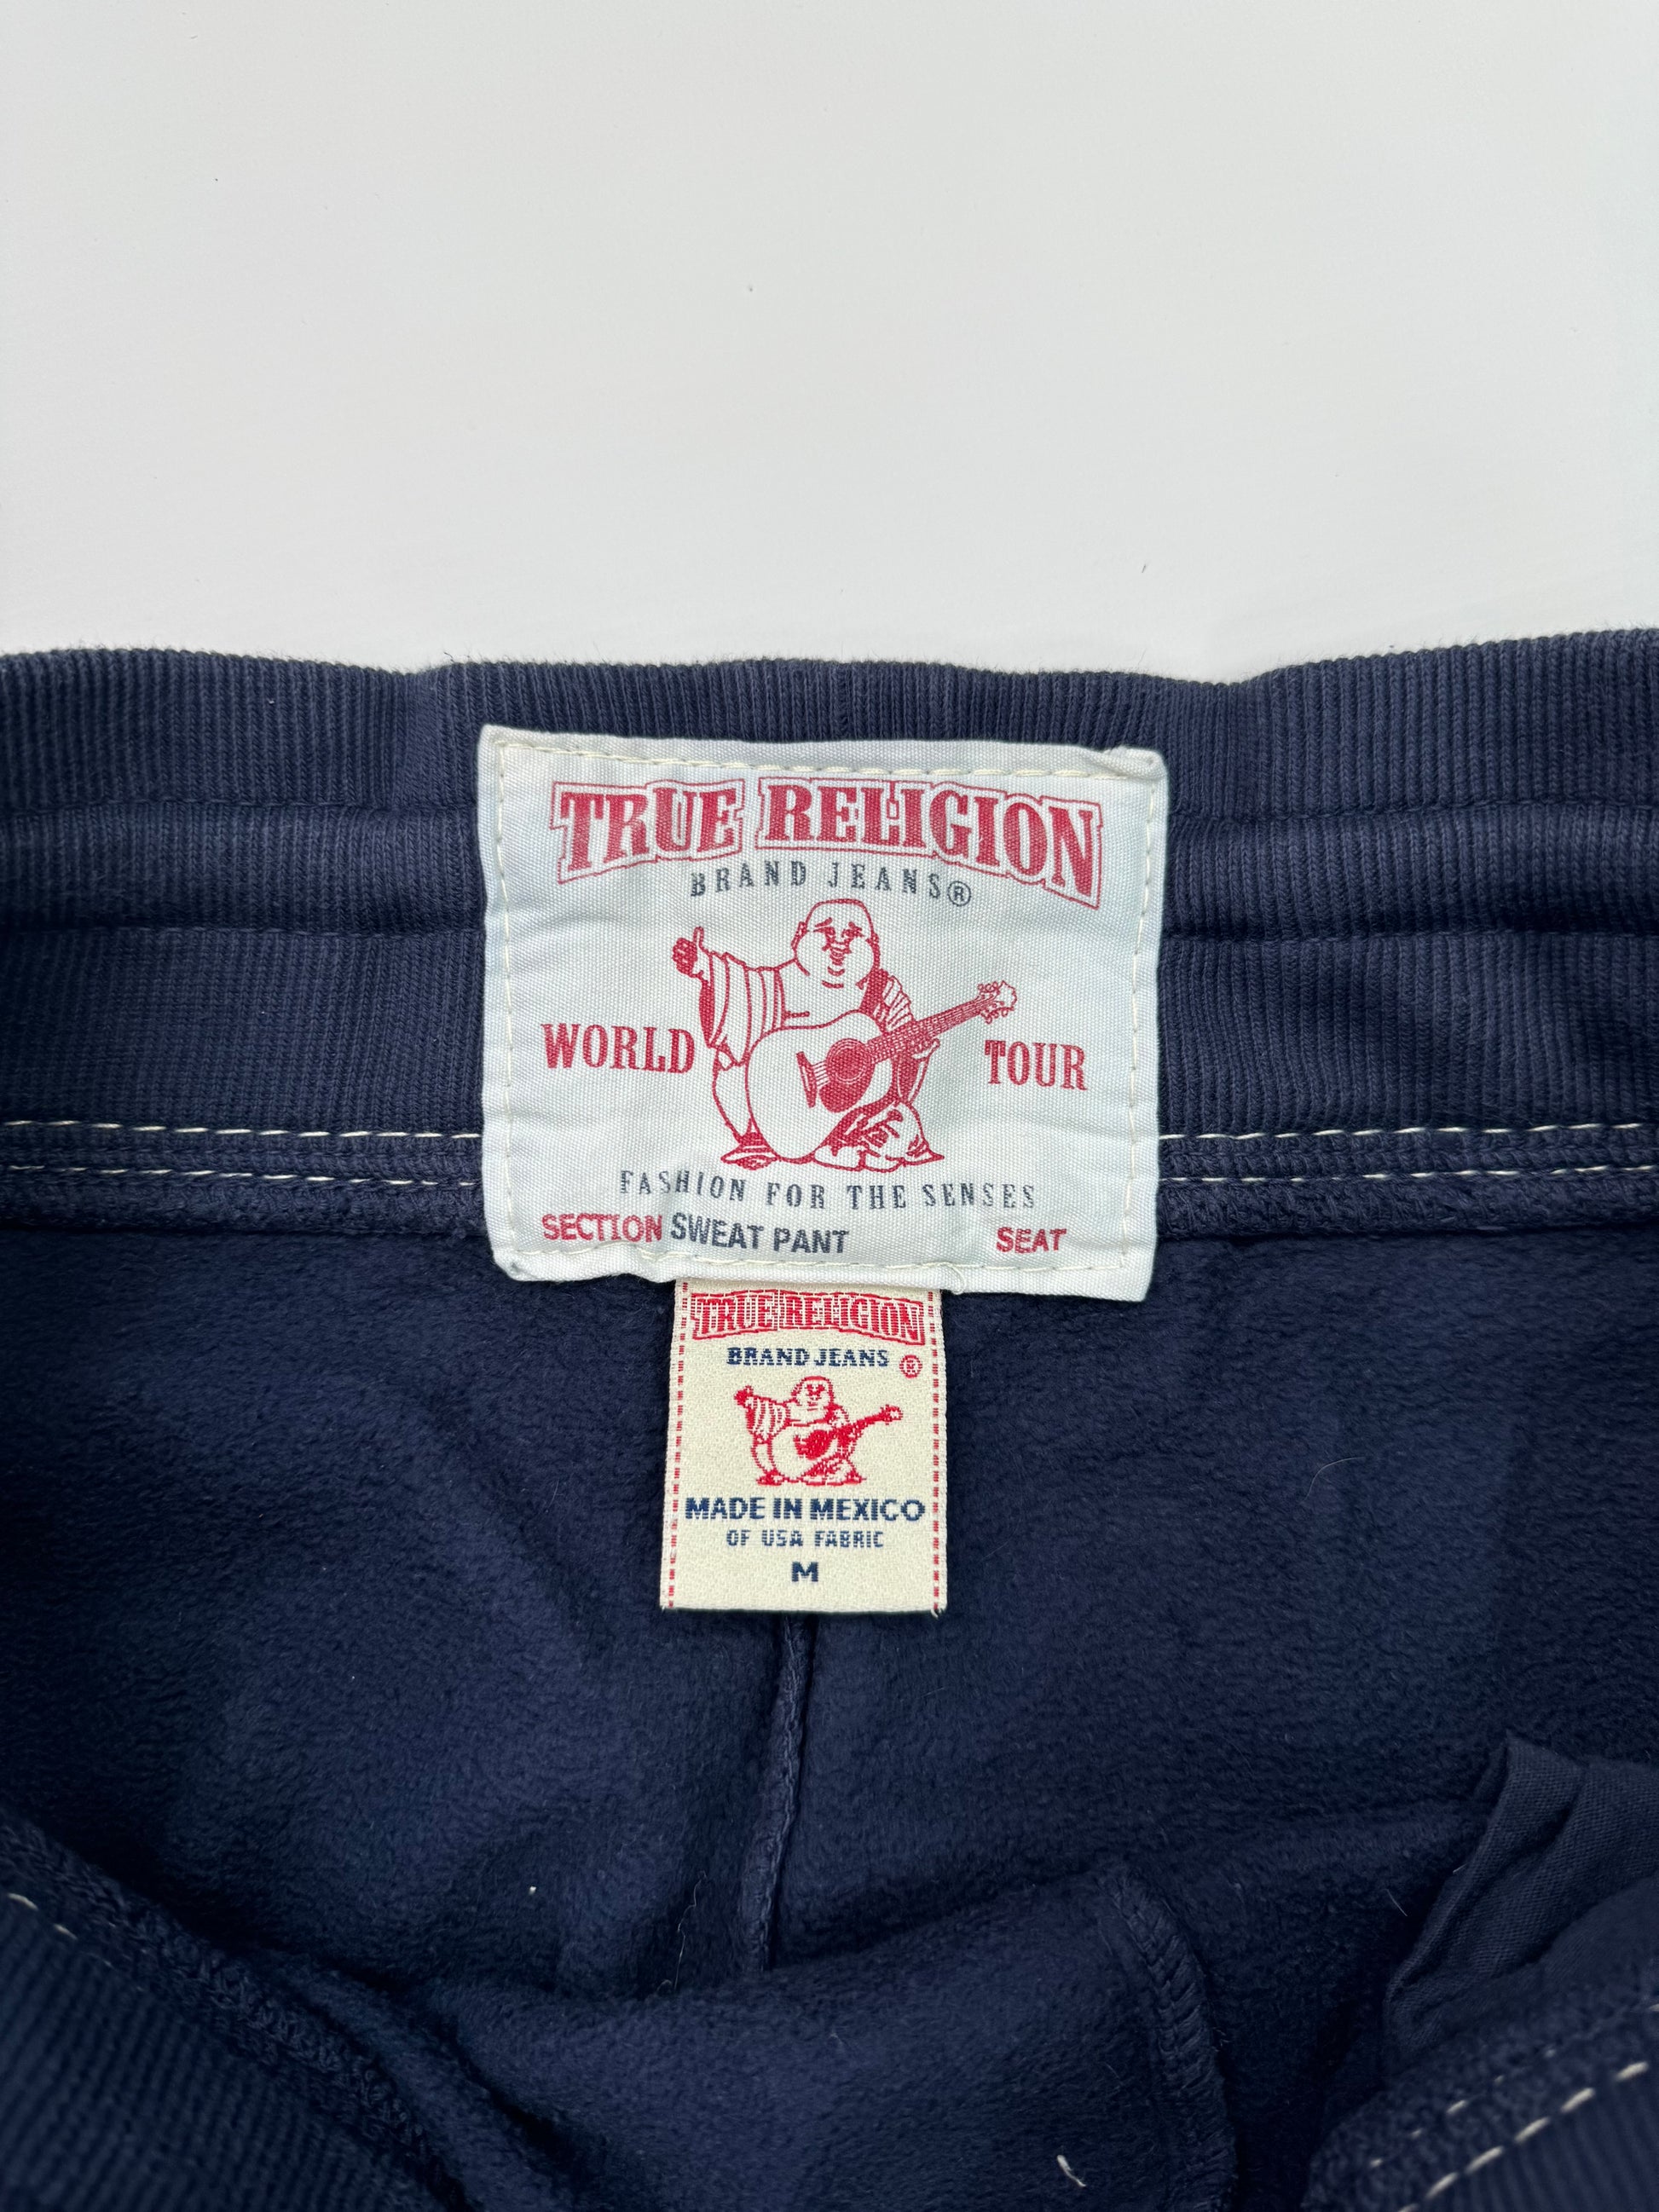 TRUE RELIGION
BRAND JEANS®
WORLD TOUR
FASHION FOR THE SENSES
SECTION SWEAT PANT SEAT
TRUE RELIGION
BRAND JEANS ®
MADE IN MEXICO
OF USA FABRIC
M